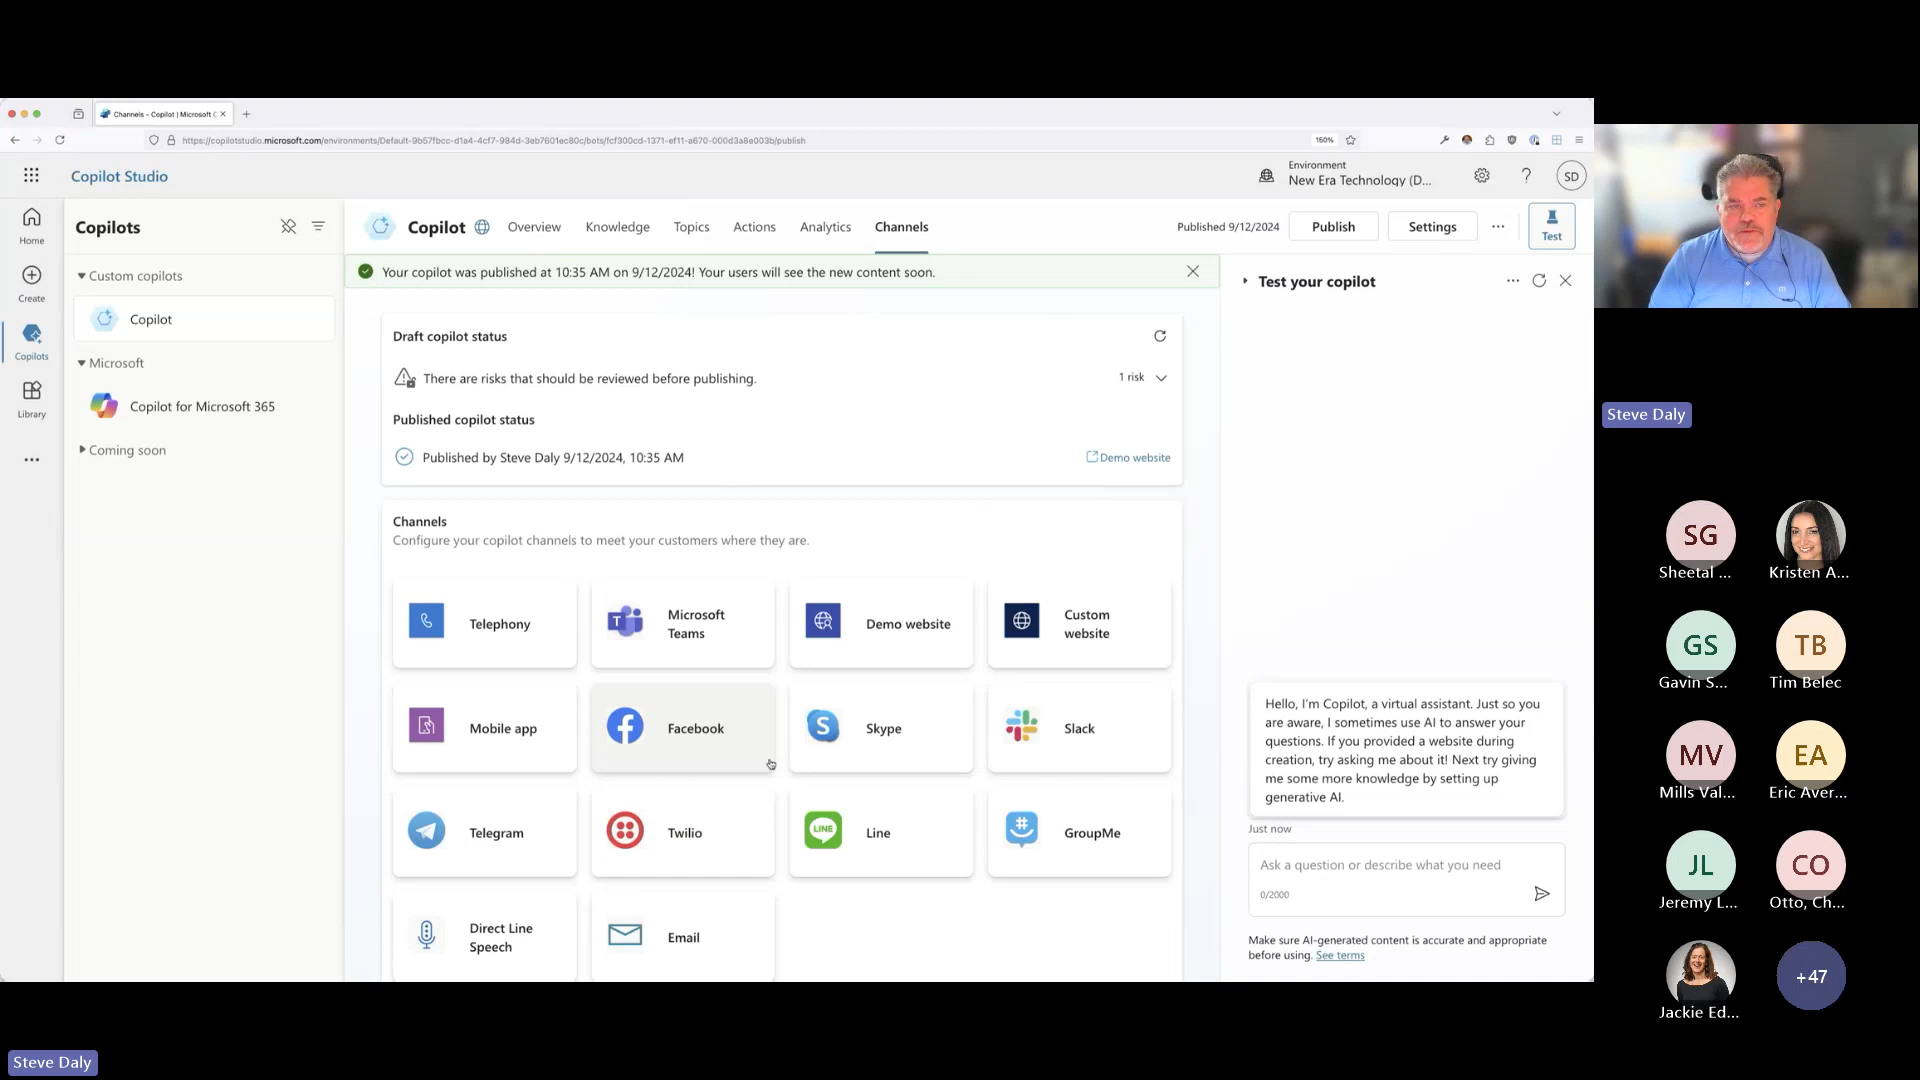 Channels - Copilot | Microsoft C
https://copilotstudio.microsoft.com/environments/Default-9b57fbcc-d1a4-4cf7-984d-3eb7601ec80c/bots/fcf300cd-1371-ef11-a670-000d3a8e003b/publish
150%
Copilot Studio
Environment
New Era Technology (D...
SD
Home
Create
Copilots
Library
Copilots
Custom copilots
Copilot
Microsoft
Copilot for Microsoft 365
Coming soon
Copilot
Overview
Knowledge
Topics
Actions
Analytics
Channels
Published 9/12/2024
Publish
Settings
Test
Your copilot was published at 10:35 AM on 9/12/2024! Your users will see the new content soon.
Draft copilot status
There are risks that should be reviewed before publishing.
1 risk
Published copilot status
Published by Steve Daly 9/12/2024, 10:35 AM
Demo website
Channels
Configure your copilot channels to meet your customers where they are.
Telephony
T
Microsoft
Teams
Demo website
Custom
website
Mobile app
Facebook
S
Skype
Slack
Telegram
Twilio
LINE
Line
#
GroupMe
Direct Line
Speech
Email
Test your copilot
Hello, I'm Copilot, a virtual assistant. Just so you
are aware, I sometimes use AI to answer your
questions. If you provided a website during
creation, try asking me about it! Next try giving
me some more knowledge by setting up
generative AI.
Just now
Ask a question or describe what you need
0/2000
Make sure AI-generated content is accurate and appropriate
before using. See terms
Steve Daly
SG
Sheetal ...
Kristen A...
GS
Gavin S...
TB
Tim Belec
MV
Mills Val...
EA
Eric Aver...
JL
Jeremy L...
CO
Otto, Ch...
Jackie Ed...
+47
Steve Daly